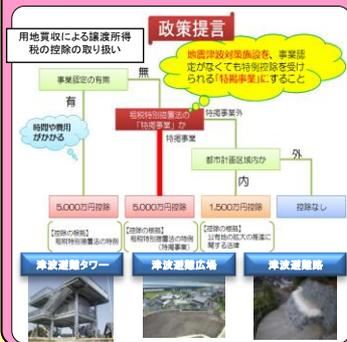 政策提言
用地買収による譲渡所得
税の控除の取り扱い
地震津波対策施設を、事業認
定がなくても特例控除を受け
られる「特掲事業」にすること
事業認定の有無
無
有
租税特別措置法の
「特掲事業」か
特掲事業外
時間や費用
がかかる
特掲事業
都市計画区域内か
外
内
5,000万円控除
5,000万円控除
1,500万円控除
控除なし
【控除の根拠】
租税特別措置法の特例
【控除の根拠】
租税特別措置法の特例
(特掲事業)
【控除の根拠】
公有地の拡大の推進に
関する法律
津波避難タワー
津波避難広場
津波避難路